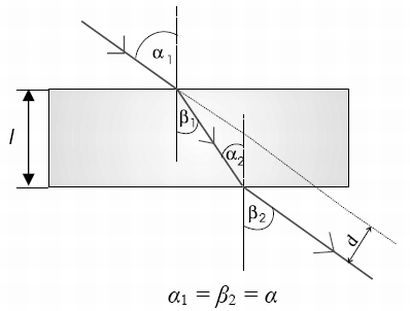 α₁
β₁
l
α₂
β₂
d
α₁ = β₂ = α